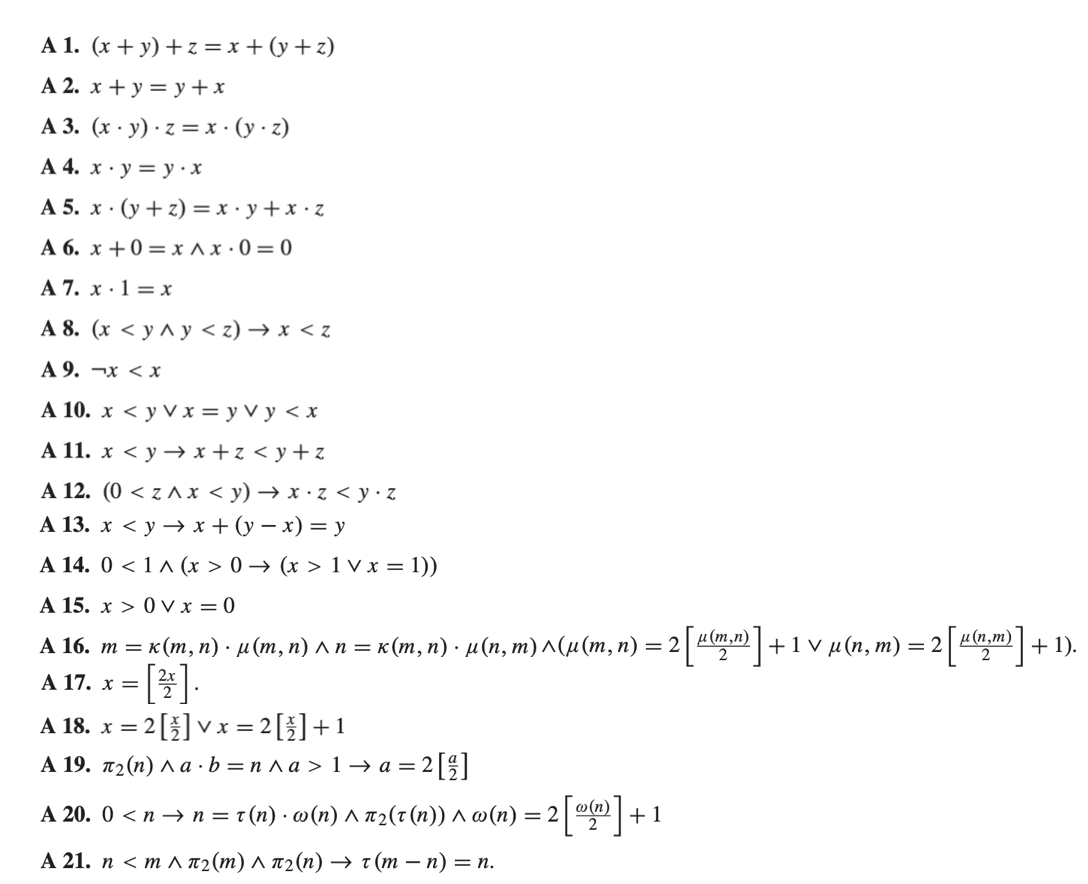 A 1. (x + y) + z = x + (y + z)
A 2. x + y = y + x
A 3. (x · y) · z = x · (y · z)
A 4. x · y = y · x
A 5. x · (y + z) = x · y + x · z
A 6. x + 0 = x ∧ x · 0 = 0
A 7. x · 1 = x
A 8. (x < y ∧ y < z) → x < z
A 9. ¬x < x
A 10. x < y ∨ x = y ∨ y < x
A 11. x < y → x + z < y + z
A 12. (0 < z ∧ x < y) → x · z < y · z
A 13. x < y → x + (y − x) = y
A 14. 0 < 1 ∧ (x > 0 → (x > 1 ∨ x = 1))
A 15. x > 0 ∨ x = 0
A 16. m = κ(m, n) · μ(m, n) ∧ n = κ(m, n) · μ(n, m) ∧(μ(m, n) = 2[μ(m,n)/2] + 1 ∨ μ(n, m) = 2[μ(n,m)/2] + 1).
A 17. x = [2x/2].
A 18. x = 2[x/2] ∨ x = 2[x/2] + 1
A 19. π₂(n) ∧ a · b = n ∧ a > 1 → a = 2[a/2]
A 20. 0 < n → n = τ(n) · ω(n) ∧ π₂(τ(n)) ∧ ω(n) = 2[ω(n)/2] + 1
A 21. n < m ∧ π₂(m) ∧ π₂(n) → τ(m − n) = n.